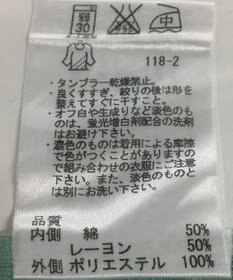 弱
30
中
118-2
・タンブラー乾燥禁止。
・良くすすぎ、絞りの後は形を
整えてすぐに干すこと。
・オフ白や生成りなど淡色のもの
は、蛍光増白剤配合の洗剤
はお避け下さい。
・濃色のものは着用による摩擦
で色がつくことがありますの
で組み合わせの衣服にご注
意下さい。また、淡色のものと
は別にお洗い下さい。
品質
内側 綿 50%
レーヨン 50%
外側 ポリエステル 100%